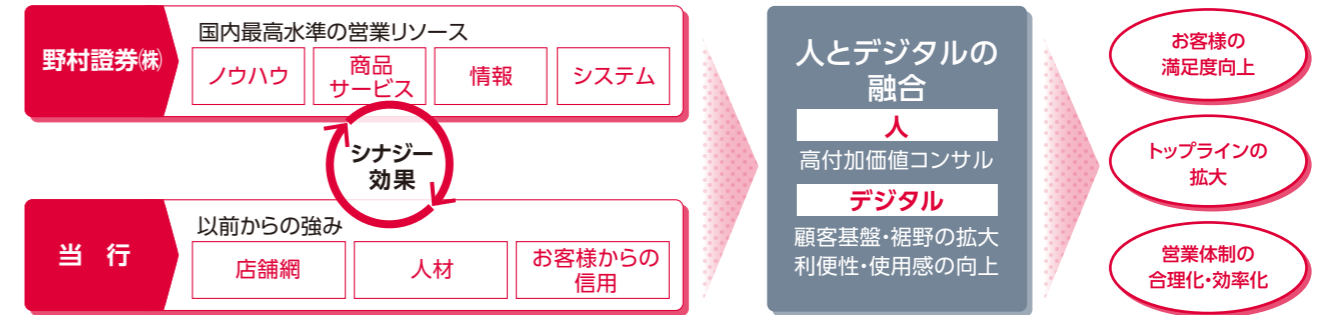 野村證券㈱
国内最高水準の営業リソース
ノウハウ
商品
サービス
情報
システム
シナジー
効果
当 行
以前からの強み
店舗網
人材
お客様からの
信用
人とデジタルの
融合
人
高付加価値コンサル
デジタル
顧客基盤・裾野の拡大
利便性・使用感の向上
お客様の
満足度向上
トップラインの
拡大
営業体制の
合理化・効率化